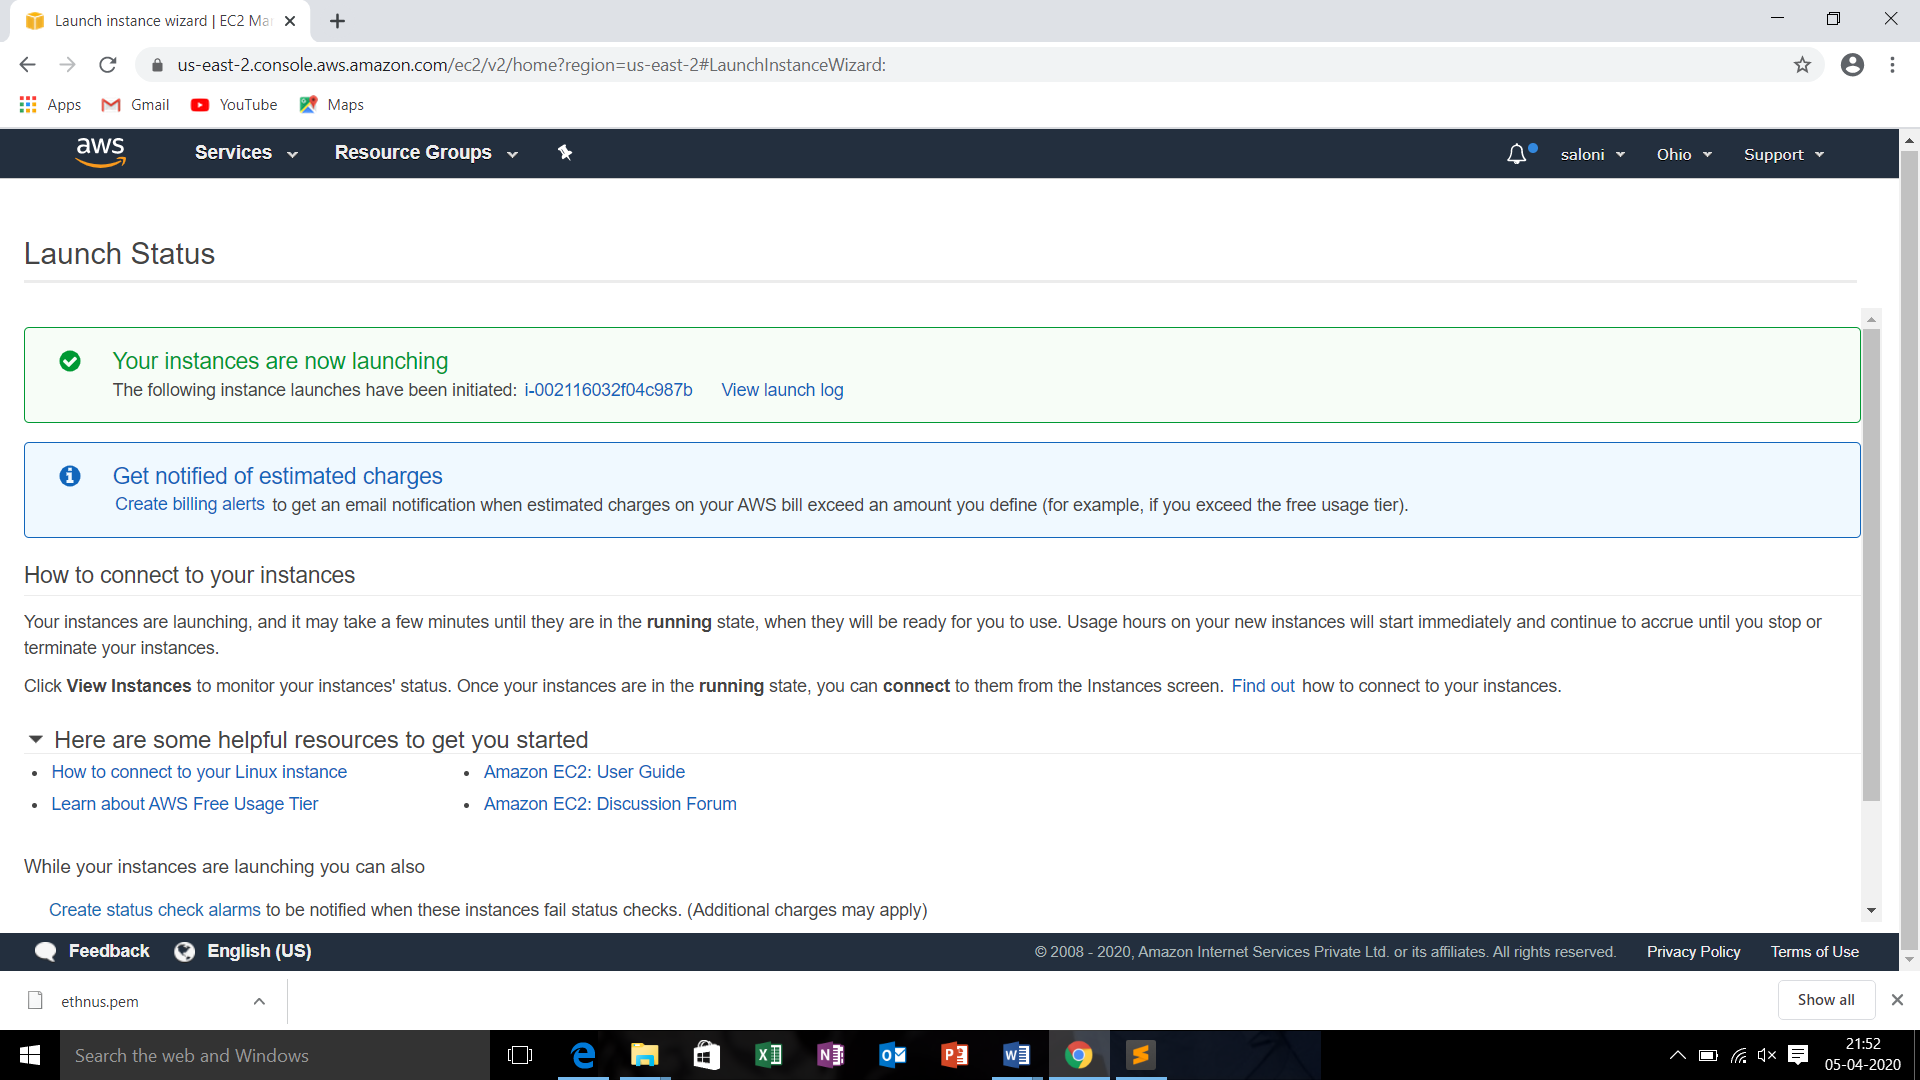 Launch instance wizard | EC2 Ma
us-east-2.console.aws.amazon.com/ec2/v2/home?region=us-east-2#LaunchInstanceWizard:
Apps Gmail YouTube Maps
aws Services Resource Groups saloni Ohio Support
Launch Status
Your instances are now launching
The following instance launches have been initiated: i-002116032f04c987b View launch log
Get notified of estimated charges
Create billing alerts to get an email notification when estimated charges on your AWS bill exceed an amount you define (for example, if you exceed the free usage tier).
How to connect to your instances
Your instances are launching, and it may take a few minutes until they are in the running state, when they will be ready for you to use. Usage hours on your new instances will start immediately and continue to accrue until you stop or
terminate your instances.
Click View Instances to monitor your instances' status. Once your instances are in the running state, you can connect to them from the Instances screen. Find out how to connect to your instances.
Here are some helpful resources to get you started
• How to connect to your Linux instance • Amazon EC2: User Guide
• Learn about AWS Free Usage Tier • Amazon EC2: Discussion Forum
While your instances are launching you can also
Create status check alarms to be notified when these instances fail status checks. (Additional charges may apply)
Feedback English (US) © 2008 - 2020, Amazon Internet Services Private Ltd. or its affiliates. All rights reserved. Privacy Policy Terms of Use
ethnus.pem Show all
Search the web and Windows
21:52
05-04-2020